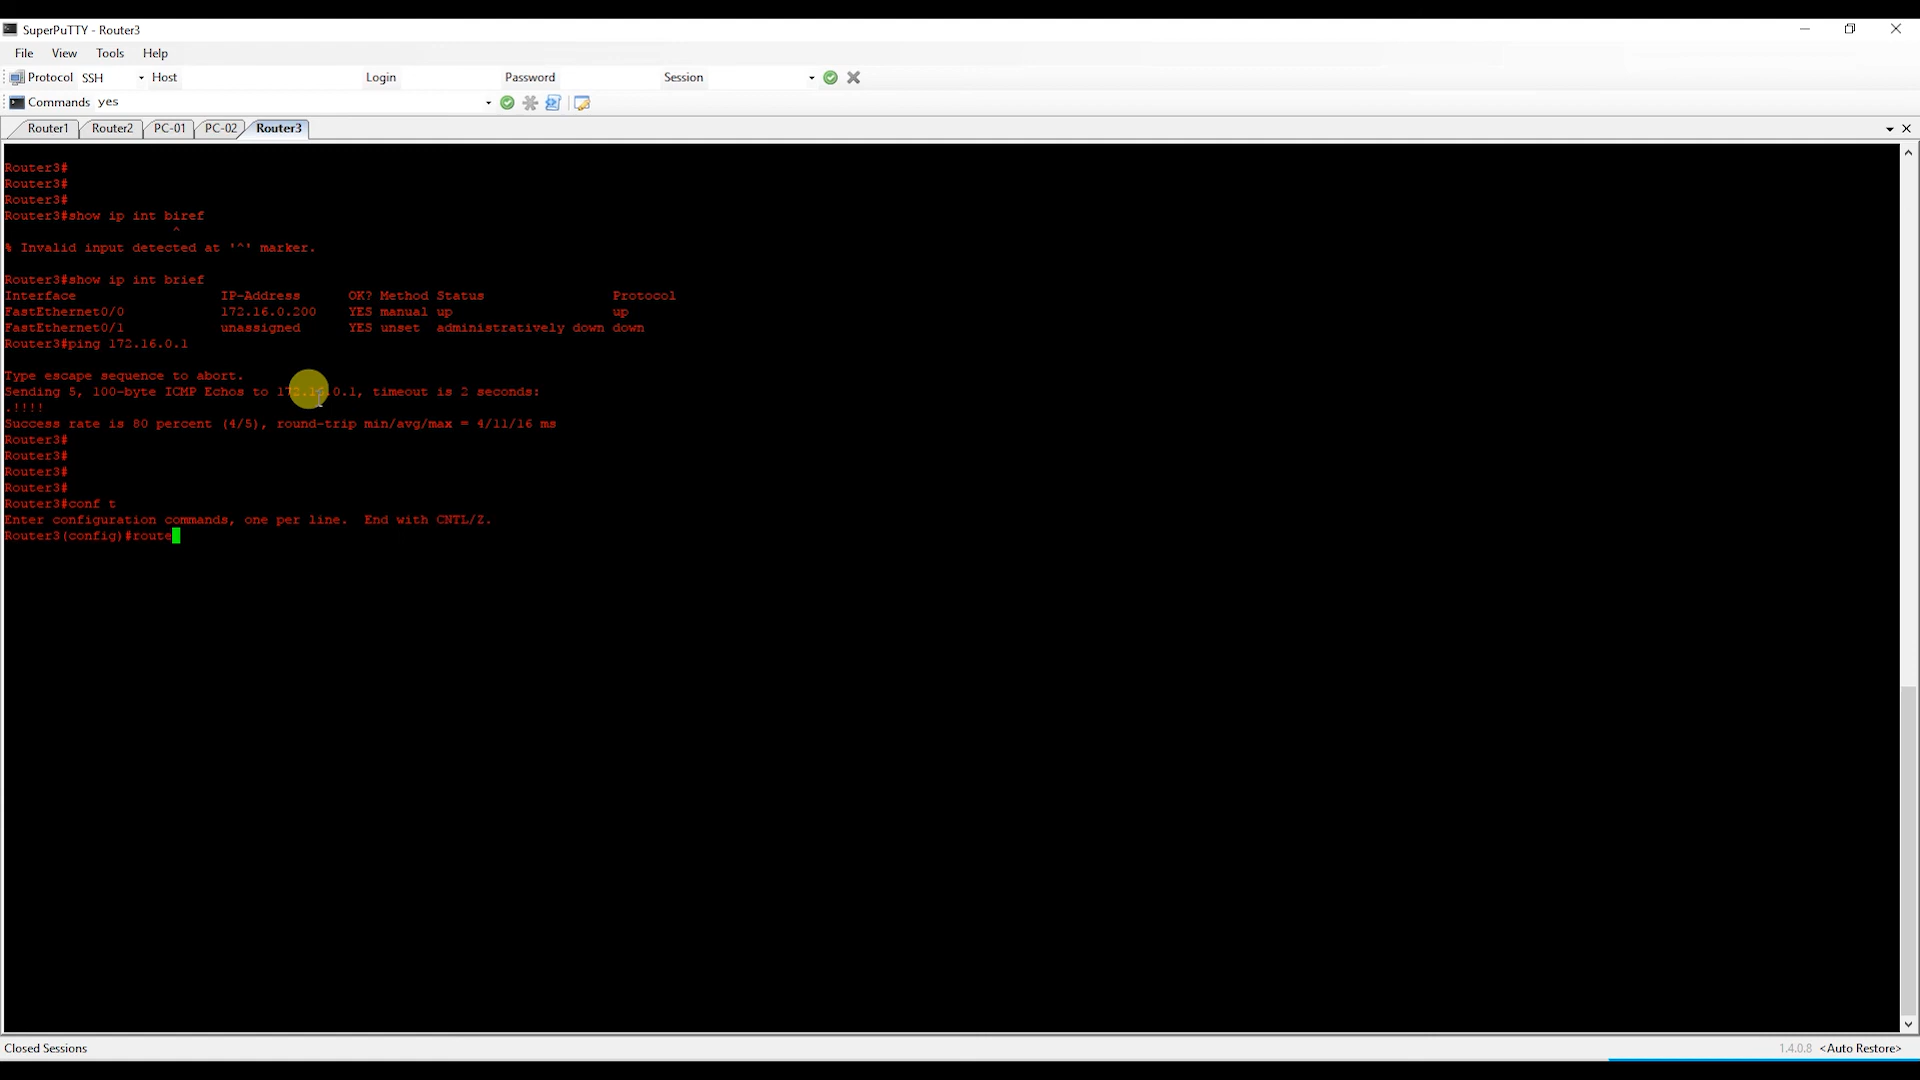 SuperPuTTY - Router3
File View Tools Help
Protocol SSH Host Login Password Session
Commands yes
Router1 Router2 PC-01 PC-02 Router3
Router3#
Router3#
Router3#
Router3#show ip int biref
^
% Invalid input detected at '^' marker.
Router3#show ip int brief
Interface IP-Address OK? Method Status Protocol
FastEthernet0/0 172.16.0.200 YES manual up up
FastEthernet0/1 unassigned YES unset administratively down down
Router3#ping 172.16.0.1
Type escape sequence to abort.
Sending 5, 100-byte ICMP Echos to 172.16.0.1, timeout is 2 seconds:
.!!!!
Success rate is 80 percent (4/5), round-trip min/avg/max = 4/11/16 ms
Router3#
Router3#
Router3#
Router3#
Router3#conf t
Enter configuration commands, one per line. End with CNTL/Z.
Router3(config)#route
Closed Sessions 1.4.0.8 <Auto Restore>